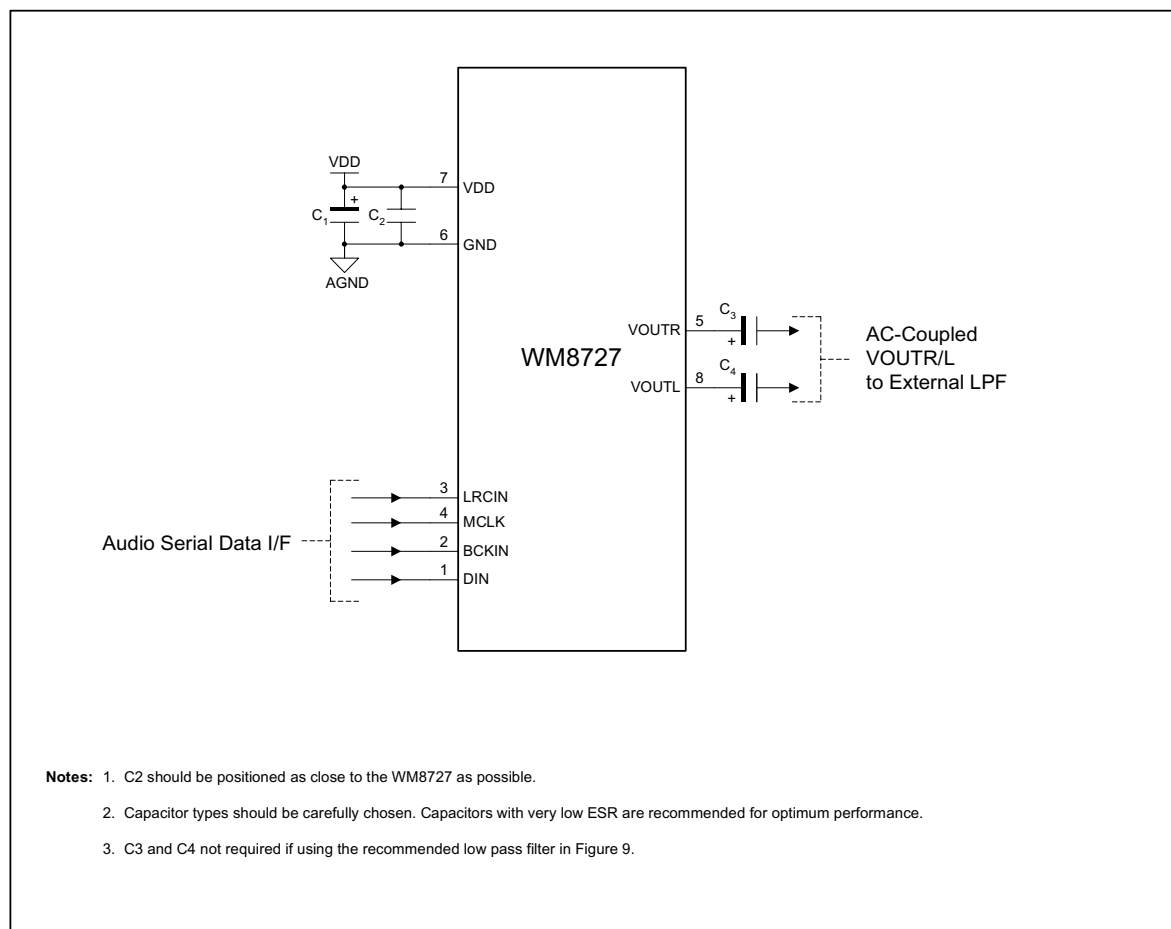 VDD
7
VDD
+
C1
C2
6
GND
AGND
C3
VOUTR
5
+
AC-Coupled
VOUTR/L
to External LPF
WM8727
C4
VOUTL
8
+
3
LRCIN
4
MCLK
Audio Serial Data I/F
2
BCKIN
1
DIN
Notes: 1. C2 should be positioned as close to the WM8727 as possible.
2. Capacitor types should be carefully chosen. Capacitors with very low ESR are recommended for optimum performance.
3. C3 and C4 not required if using the recommended low pass filter in Figure 9.